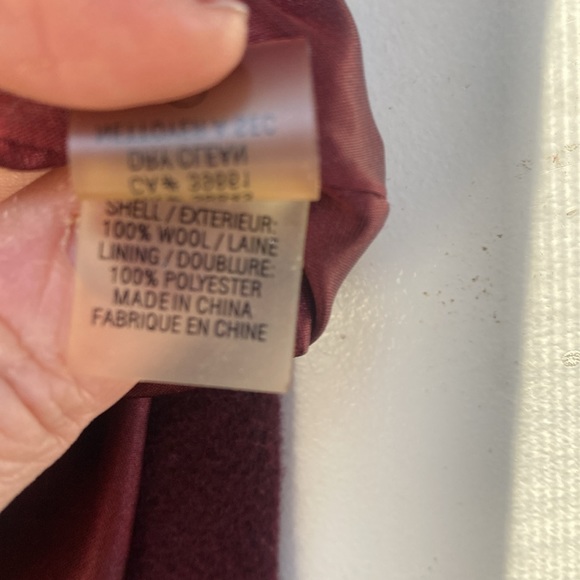 DRY CLEAN
SHELL / EXTERIEUR:
100% WOOL / LAINE
LINING / DOUBLURE:
100% POLYESTER
MADE IN CHINA
FABRIQUE EN CHINE